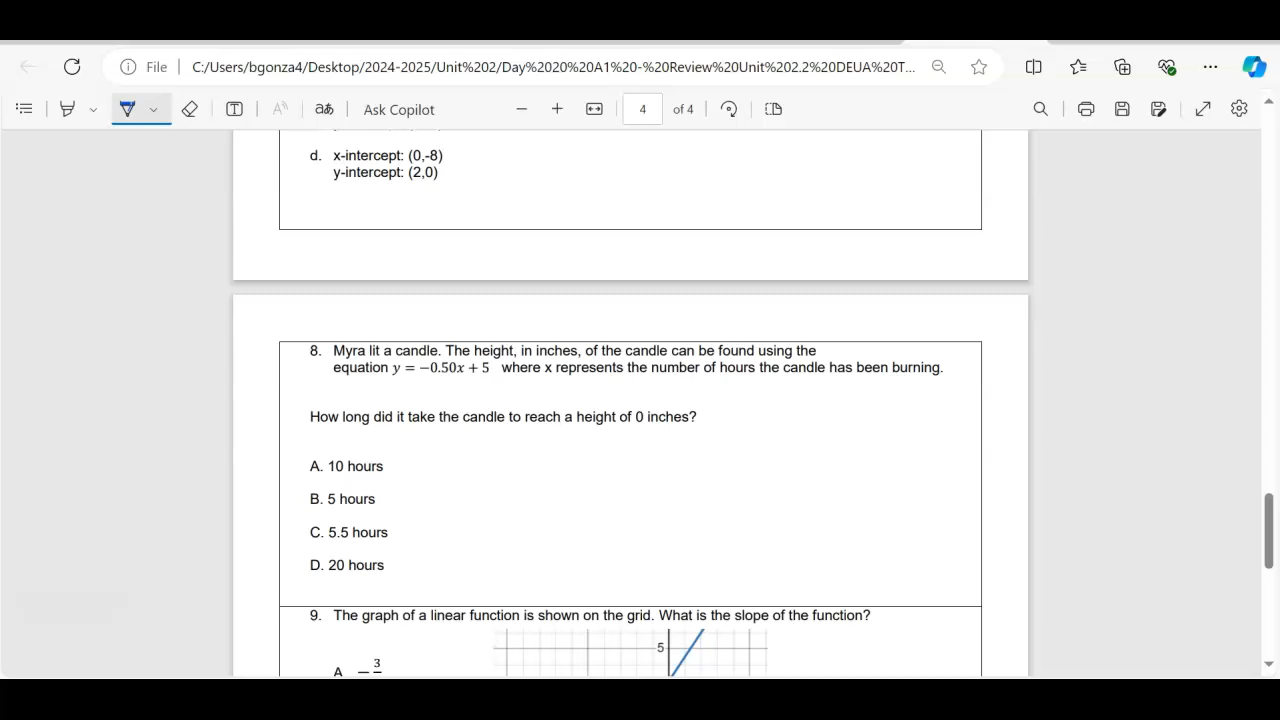 File
C:/Users/bgonza4/Desktop/2024-2025/Unit%202/Day%2020%20A1%20-%20Review%20Unit%202.2%20DEUA%20T...
Ask Copilot
4 of 4
d. x-intercept: (0,-8)
y-intercept: (2,0)
8. Myra lit a candle. The height, in inches, of the candle can be found using the
equation y = −0.50x + 5 where x represents the number of hours the candle has been burning.
How long did it take the candle to reach a height of 0 inches?
A. 10 hours
B. 5 hours
C. 5.5 hours
D. 20 hours
9. The graph of a linear function is shown on the grid. What is the slope of the function?
5
3
A −